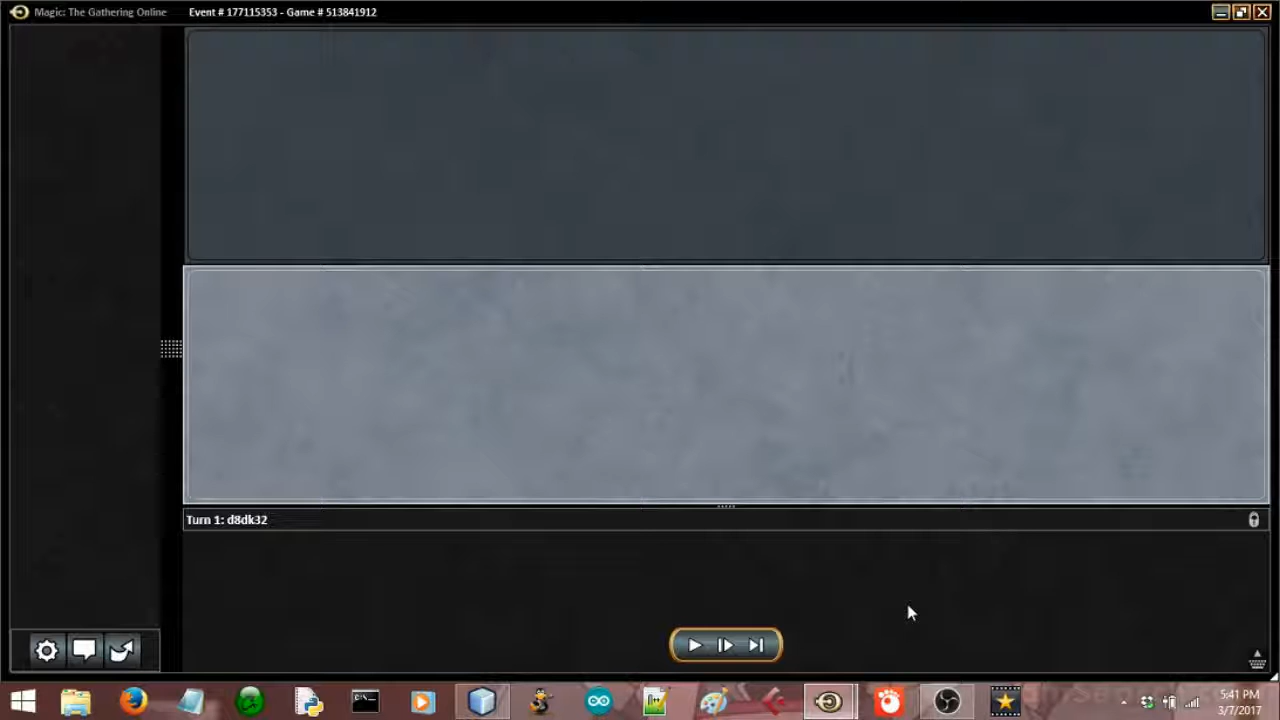 Magic: The Gathering Online
Event # 177115353 - Game # 513841912
Turn 1: d8dk32
5:41 PM
3/7/2017